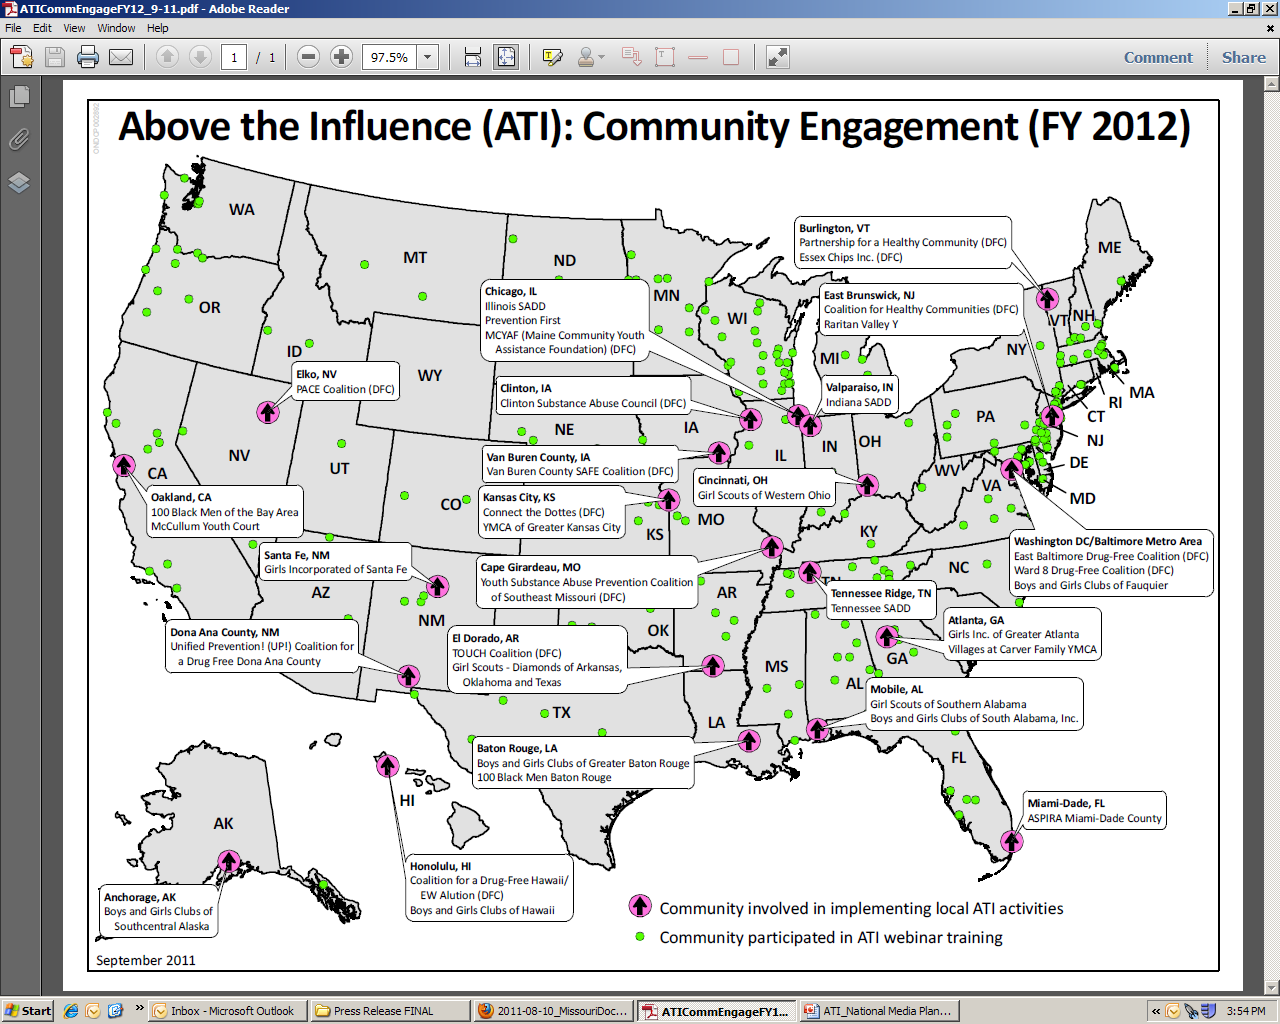 ATICommEngageFY12_9-11.pdf - Adobe Reader
File Edit View Window Help
1 / 1 97.5% Comment Share
Above the Influence (ATI): Community Engagement (FY 2012)
WA
MT
ND
MN
ME
OR
ID
WY
WI
MI
NY
VT
NH
MA
RI
CT
NJ
PA
DE
MD
NV
UT
CA
CO
NE
IA
IL
IN
OH
WV
VA
KS
MO
KY
NC
AZ
NM
OK
AR
TN
MS
AL
GA
TX
LA
FL
AK
HI
Burlington, VT
Partnership for a Healthy Community (DFC)
Essex Chips Inc. (DFC)
Chicago, IL
Illinois SADD
Prevention First
MCYAF (Maine Community Youth
Assistance Foundation) (DFC)
East Brunswick, NJ
Coalition for Healthy Communities (DFC)
Raritan Valley Y
Elko, NV
PACE Coalition (DFC)
Clinton, IA
Clinton Substance Abuse Council (DFC)
Valparaiso, IN
Indiana SADD
Van Buren County, IA
Van Buren County SAFE Coalition (DFC)
Cincinnati, OH
Girl Scouts of Western Ohio
Oakland, CA
100 Black Men of the Bay Area
McCullum Youth Court
Kansas City, KS
Connect the Dottes (DFC)
YMCA of Greater Kansas City
Santa Fe, NM
Girls Incorporated of Santa Fe
Cape Girardeau, MO
Youth Substance Abuse Prevention Coalition
of Southeast Missouri (DFC)
Washington DC/Baltimore Metro Area
East Baltimore Drug-Free Coalition (DFC)
Ward 8 Drug-Free Coalition (DFC)
Boys and Girls Clubs of Fauquier
Tennessee Ridge, TN
Tennessee SADD
Atlanta, GA
Girls Inc. of Greater Atlanta
Villages at Carver Family YMCA
Dona Ana County, NM
Unified Prevention! (UP!) Coalition for
a Drug Free Dona Ana County
El Dorado, AR
TOUCH Coalition (DFC)
Girl Scouts - Diamonds of Arkansas,
Oklahoma and Texas
Mobile, AL
Girl Scouts of Southern Alabama
Boys and Girls Clubs of South Alabama, Inc.
Baton Rouge, LA
Boys and Girls Clubs of Greater Baton Rouge
100 Black Men Baton Rouge
Miami-Dade, FL
ASPIRA Miami-Dade County
Honolulu, HI
Coalition for a Drug-Free Hawaii/
EW Alution (DFC)
Boys and Girls Clubs of Hawaii
Anchorage, AK
Boys and Girls Clubs of
Southcentral Alaska
Community involved in implementing local ATI activities
Community participated in ATI webinar training
September 2011
Start » Inbox - Microsoft Outlook Press Release FINAL 2011-08-10_MissouriDoc... ATICommEngageFY1... ATI_National Media Plan... « 3:54 PM